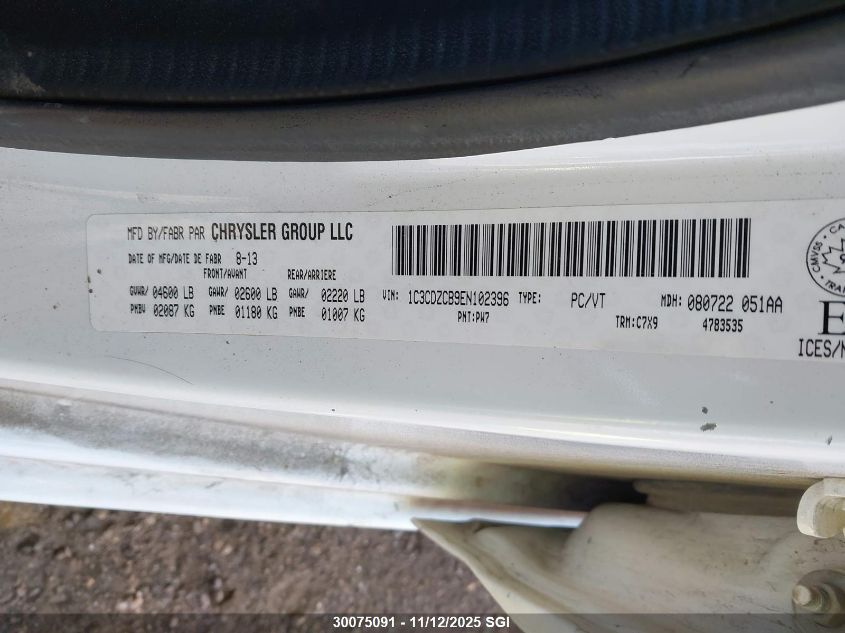 MFD BY/FABR PAR CHRYSLER GROUP LLC
DATE OF MFG/DATE DE FABR 8-13
FRONT/AVANT REAR/ARRIERE
GVWR/ 04600 LB GAWR/ 02600 LB GAWR/ 02220 LB
PNBV 02087 KG PNBE 01180 KG PNBE 01007 KG
VIN: 1C3CDZCB9EN102396 TYPE: PC/VT MDH: 080722 051AA
PNT:PW7 TRM:C7X9 4783535
CMVSS
ICES/N
30075091 - 11/12/2025 SGI